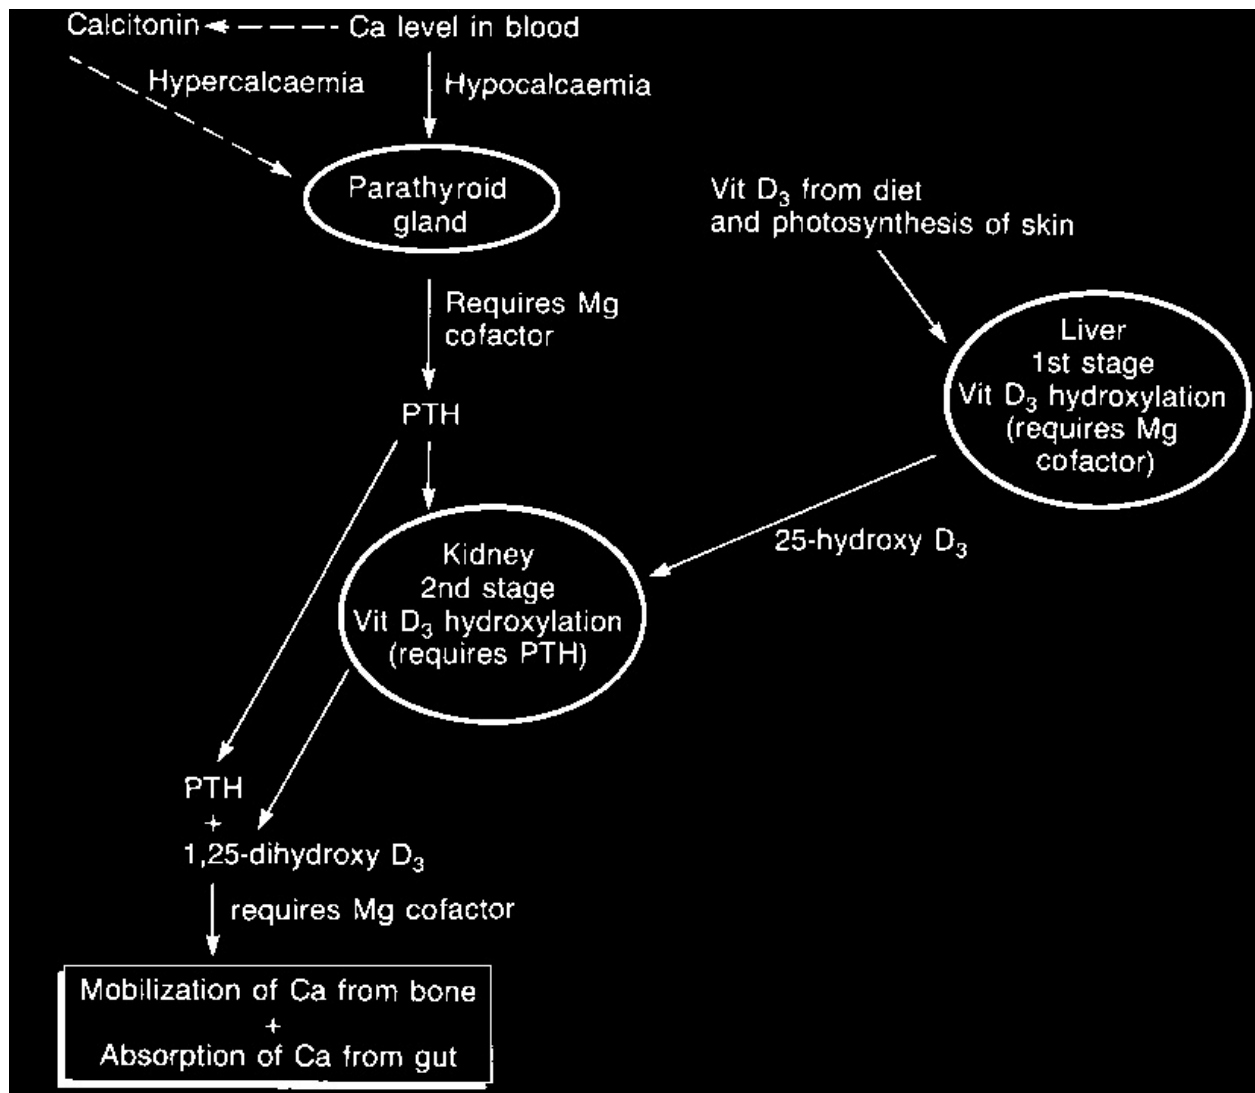 Calcitonin
Ca level in blood
Hypercalcaemia
Hypocalcaemia
Parathyroid
gland
Vit D₃ from diet
and photosynthesis of skin
Requires Mg
cofactor
Liver
1st stage
Vit D₃ hydroxylation
(requires Mg
cofactor)
PTH
25-hydroxy D₃
Kidney
2nd stage
Vit D₃ hydroxylation
(requires PTH)
PTH
+
1,25-dihydroxy D₃
requires Mg cofactor
Mobilization of Ca from bone
+
Absorption of Ca from gut